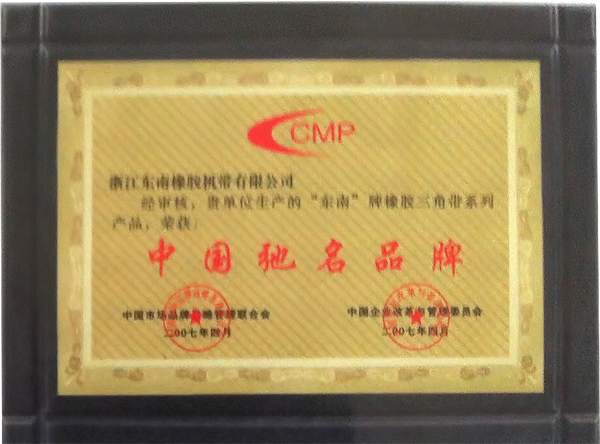 CMP
浙江东南橡胶机带有限公司
经审核，贵单位生产的“东南”牌橡胶三角带系列
产品，荣获：
中国驰名品牌
中国市场品牌战略管理联合会
中国企业改革与管理委员会
二00七年四月
二00七年四月